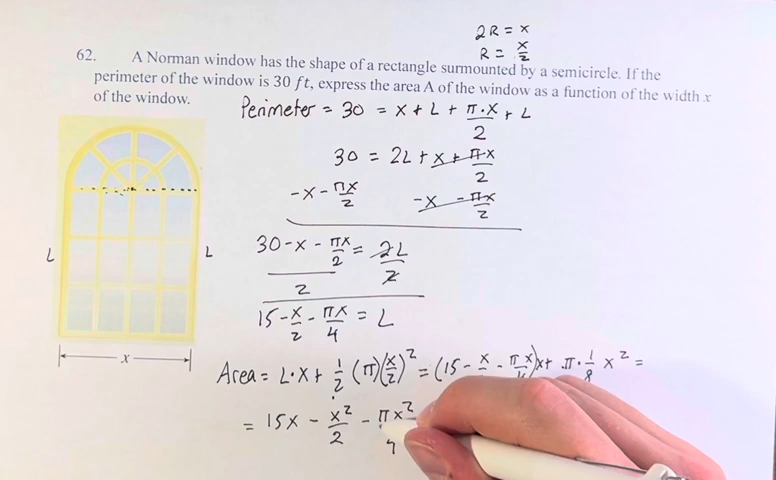 2R = x
R = x/2
62. A Norman window has the shape of a rectangle surmounted by a semicircle. If the
perimeter of the window is 30 ft, express the area A of the window as a function of the width x
of the window.
Perimeter = 30 = x + L + π·x/2 + L
30 = 2L + x + πx/2
-x - πx/2 -x - πx/2
30 - x - πx/2 = 2L
2 2
15 - x/2 - πx/4 = L
L L
x
Area = L·x + 1/2 (π)(x/2)² = (15 - x/2 - πx/4)x + π · 1/8 x² =
= 15x - x²/2 - πx²/4